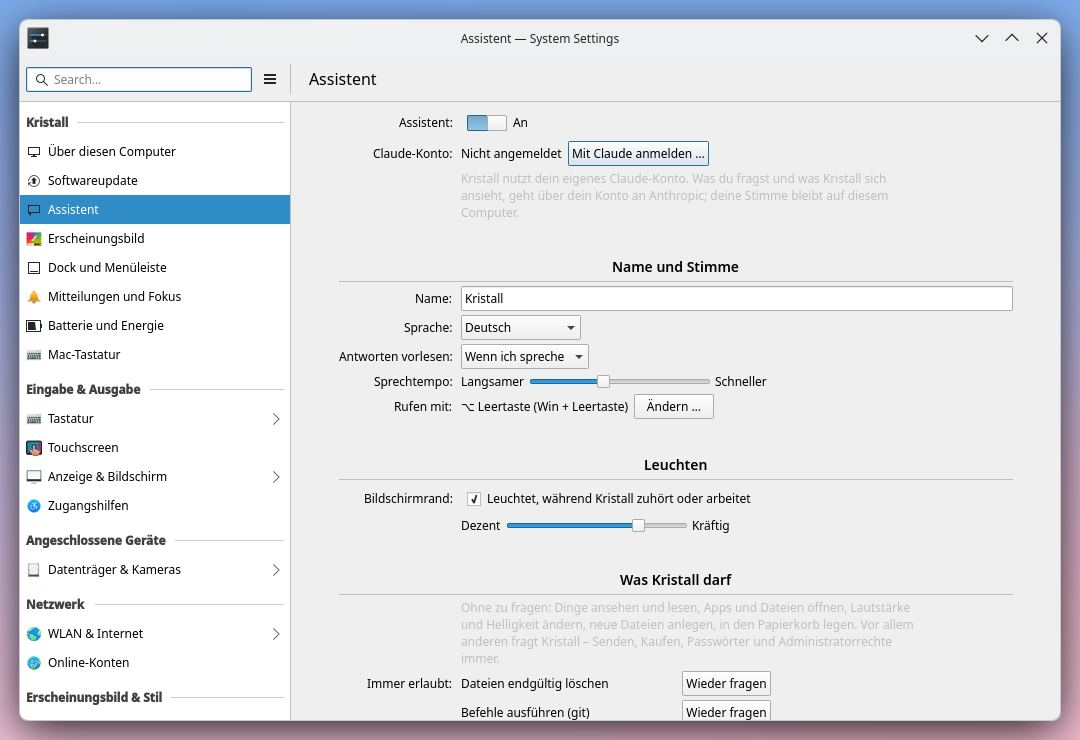 Assistent — System Settings
Search...
Assistent
Kristall
Über diesen Computer
Softwareupdate
Assistent
Erscheinungsbild
Dock und Menüleiste
Mitteilungen und Fokus
Batterie und Energie
Mac-Tastatur
Eingabe & Ausgabe
Tastatur
Touchscreen
Anzeige & Bildschirm
Zugangshilfen
Angeschlossene Geräte
Datenträger & Kameras
Netzwerk
WLAN & Internet
Online-Konten
Erscheinungsbild & Stil
Assistent: An
Claude-Konto: Nicht angemeldet Mit Claude anmelden ...
Kristall nutzt dein eigenes Claude-Konto. Was du fragst und was Kristall sich
ansieht, geht über dein Konto an Anthropic; deine Stimme bleibt auf diesem
Computer.
Name und Stimme
Name: Kristall
Sprache: Deutsch
Antworten vorlesen: Wenn ich spreche
Sprechtempo: Langsamer Schneller
Rufen mit: ⌥ Leertaste (Win + Leertaste) Ändern ...
Leuchten
Bildschirmrand: Leuchtet, während Kristall zuhört oder arbeitet
Dezent Kräftig
Was Kristall darf
Ohne zu fragen: Dinge ansehen und lesen, Apps und Dateien öffnen, Lautstärke
und Helligkeit ändern, neue Dateien anlegen, in den Papierkorb legen. Vor allem
anderen fragt Kristall – Senden, Kaufen, Passwörter und Administratorrechte
immer.
Immer erlaubt: Dateien endgültig löschen Wieder fragen
Befehle ausführen (git) Wieder fragen